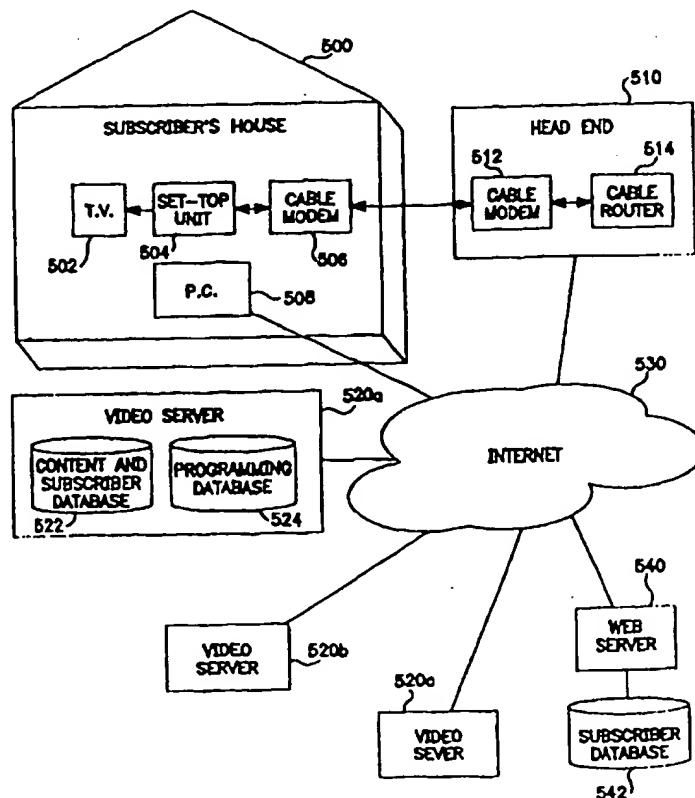 500
510
SUBSCRIBER'S HOUSE
HEAD END
512
514
T.V.
SET-TOP
UNIT
CABLE
MODEM
CABLE
MODEM
CABLE
ROUTER
502
504
506
P.C.
508
530
520a
VIDEO SERVER
CONTENT AND
SUBSCRIBER
DATABASE
PROGRAMMING
DATABASE
522
524
INTERNET
540
WEB
SERVER
VIDEO
SERVER
520b
520a
VIDEO
SEVER
SUBSCRIBER
DATABASE
542